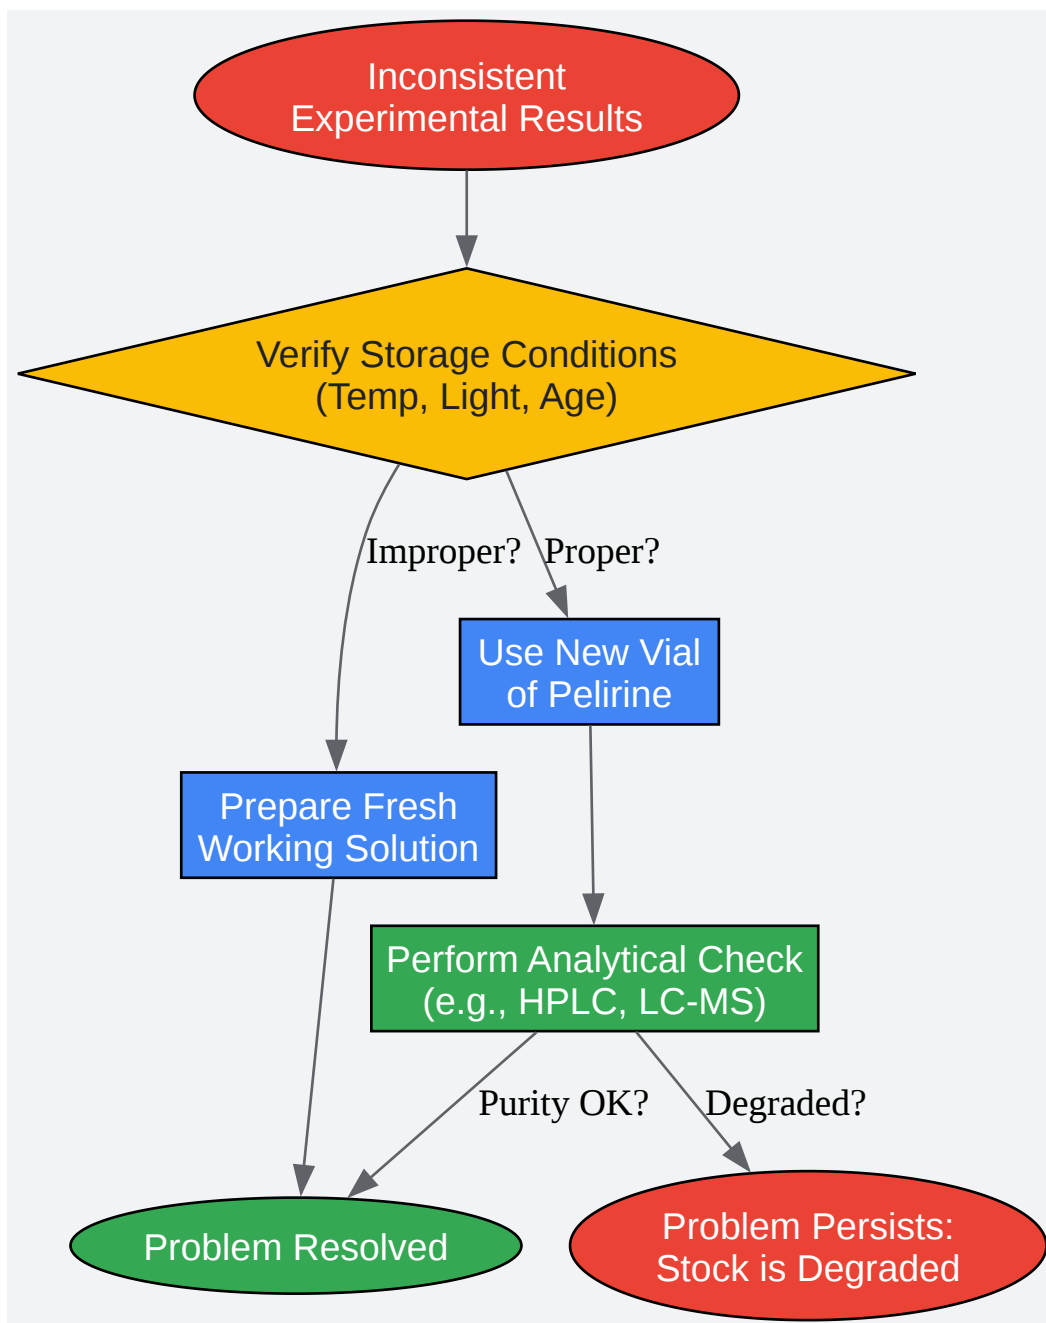 Inconsistent
Experimental Results
Verify Storage Conditions
(Temp, Light, Age)
Improper?
Proper?
Use New Vial
of Pelirine
Prepare Fresh
Working Solution
Perform Analytical Check
(e.g., HPLC, LC-MS)
Purity OK?
Degraded?
Problem Resolved
Problem Persists:
Stock is Degraded